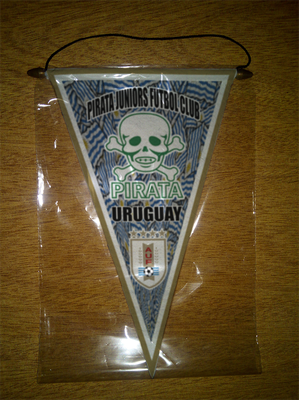 PIRATA JUNIORS FUTBOL CLUB
PIRATA
URUGUAY